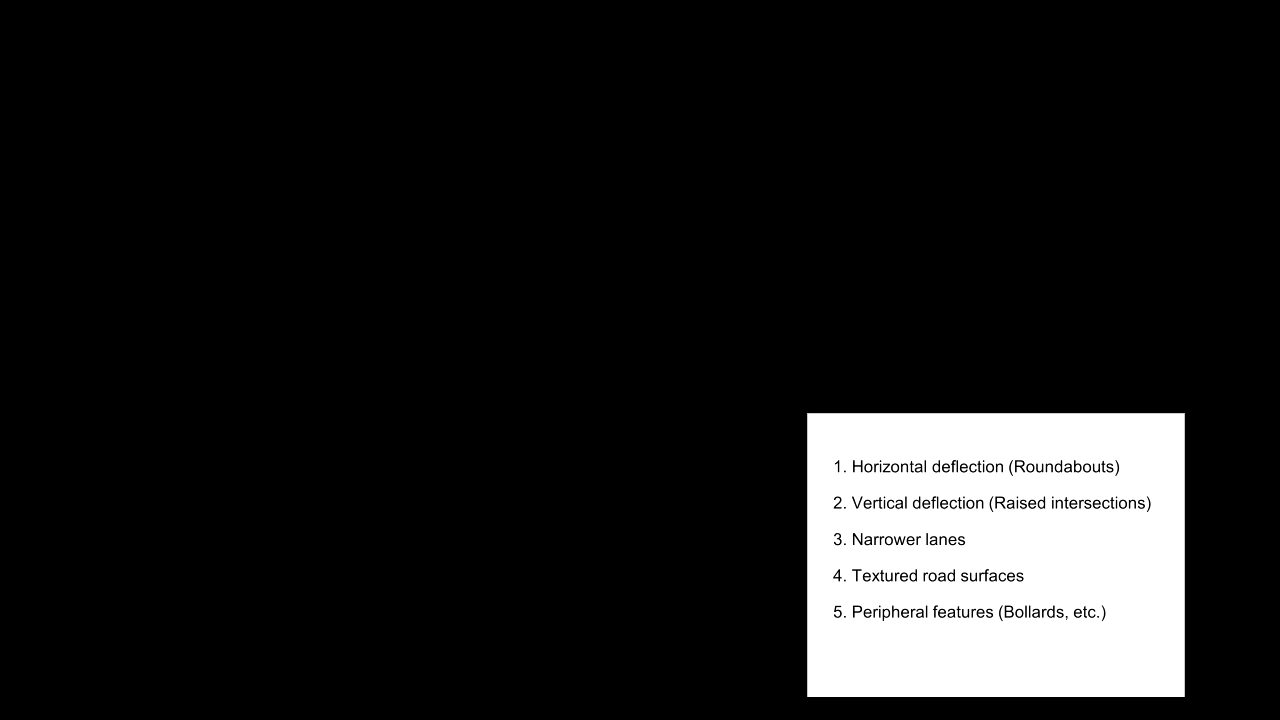 1. Horizontal deflection (Roundabouts)
2. Vertical deflection (Raised intersections)
3. Narrower lanes
4. Textured road surfaces
5. Peripheral features (Bollards, etc.)